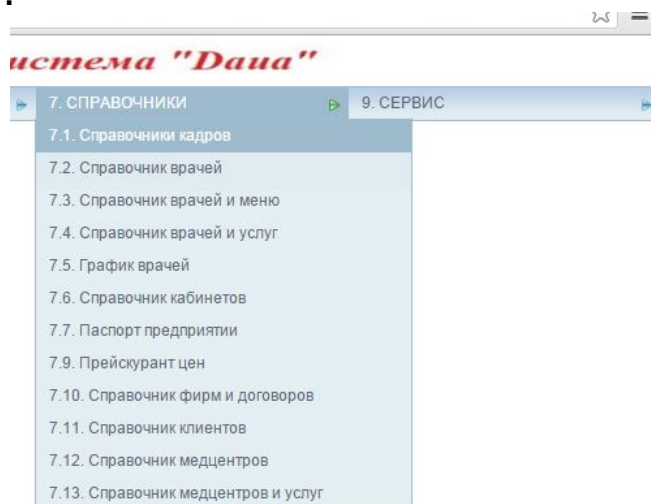 истема "Даиа"
7. СПРАВОЧНИКИ 9. СЕРВИС
7.1. Справочники кадров
7.2. Справочник врачей
7.3. Справочник врачей и меню
7.4. Справочник врачей и услуг
7.5. График врачей
7.6. Справочник кабинетов
7.7. Паспорт предприятии
7.9. Прейскурант цен
7.10. Справочник фирм и договоров
7.11. Справочник клиентов
7.12. Справочник медцентров
7.13. Справочник медцентров и услуг